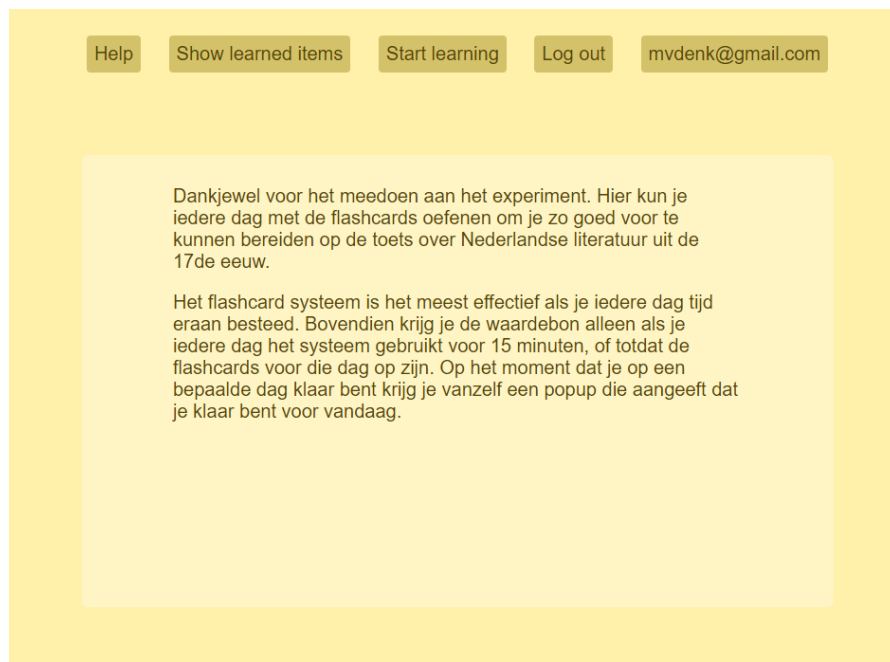 Help Show learned items Start learning Log out mvdenk@gmail.com
Dankjewel voor het meedoen aan het experiment. Hier kun je
iedere dag met de flashcards oefenen om je zo goed voor te
kunnen bereiden op de toets over Nederlandse literatuur uit de
17de eeuw.
Het flashcard systeem is het meest effectief als je iedere dag tijd
eraan besteed. Bovendien krijg je de waardebon alleen als je
iedere dag het systeem gebruikt voor 15 minuten, of totdat de
flashcards voor die dag op zijn. Op het moment dat je op een
bepaalde dag klaar bent krijg je vanzelf een popup die aangeeft dat
je klaar bent voor vandaag.